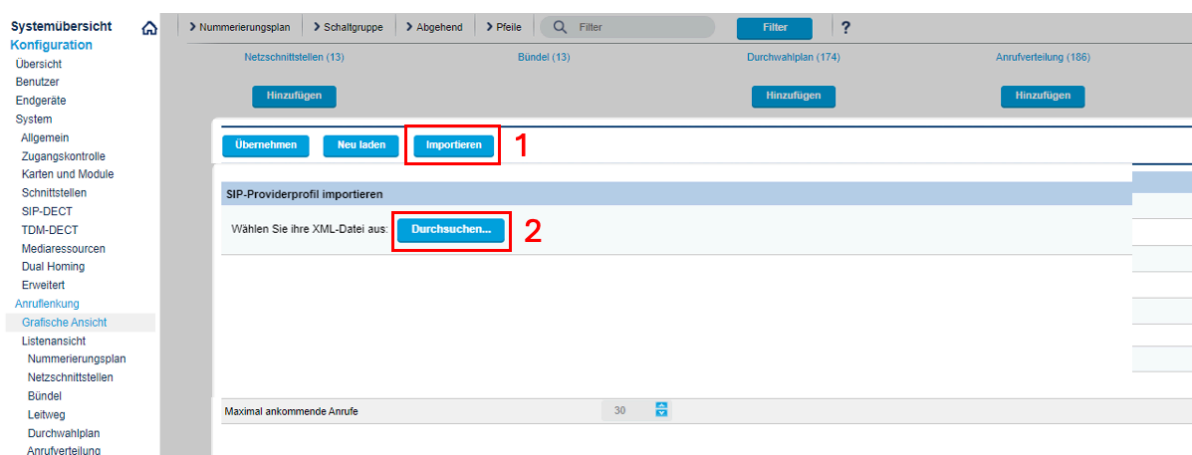 Systemübersicht
Konfiguration
Übersicht
Benutzer
Endgeräte
System
Allgemein
Zugangskontrolle
Karten und Module
Schnittstellen
SIP-DECT
TDM-DECT
Mediaressourcen
Dual Homing
Erweitert
Anruflenkung
Grafische Ansicht
Listenansicht
Nummerierungsplan
Netzschnittstellen
Bündel
Leitweg
Durchwahlplan
Anrufverteilung
Nummerierungsplan Schaltgruppe Abgehend Pfeile Filter Filter ?
Netzschnittstellen (13) Bündel (13) Durchwahlplan (174) Anrufverteilung (186)
Hinzufügen Hinzufügen Hinzufügen
Übernehmen Neu laden Importieren 1
SIP-Providerprofil importieren
Wählen Sie ihre XML-Datei aus: Durchsuchen... 2
Maximal ankommende Anrufe 30